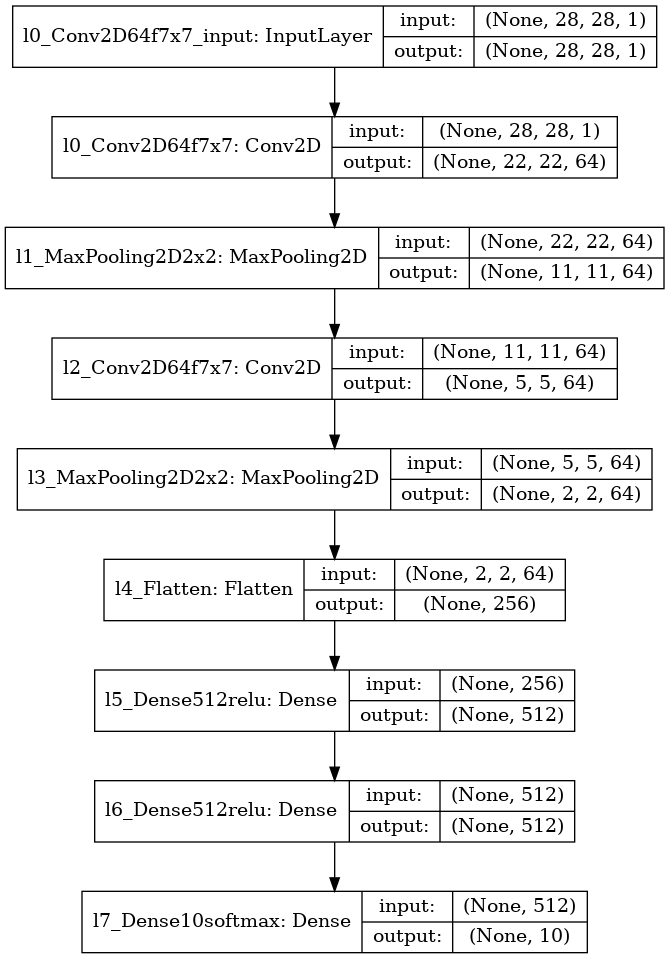 l0_Conv2D64f7x7_input: InputLayer
input:
(None, 28, 28, 1)
output:
(None, 28, 28, 1)
l0_Conv2D64f7x7: Conv2D
input:
(None, 28, 28, 1)
output:
(None, 22, 22, 64)
l1_MaxPooling2D2x2: MaxPooling2D
input:
(None, 22, 22, 64)
output:
(None, 11, 11, 64)
l2_Conv2D64f7x7: Conv2D
input:
(None, 11, 11, 64)
output:
(None, 5, 5, 64)
l3_MaxPooling2D2x2: MaxPooling2D
input:
(None, 5, 5, 64)
output:
(None, 2, 2, 64)
l4_Flatten: Flatten
input:
(None, 2, 2, 64)
output:
(None, 256)
l5_Dense512relu: Dense
input:
(None, 256)
output:
(None, 512)
l6_Dense512relu: Dense
input:
(None, 512)
output:
(None, 512)
l7_Dense10softmax: Dense
input:
(None, 512)
output:
(None, 10)